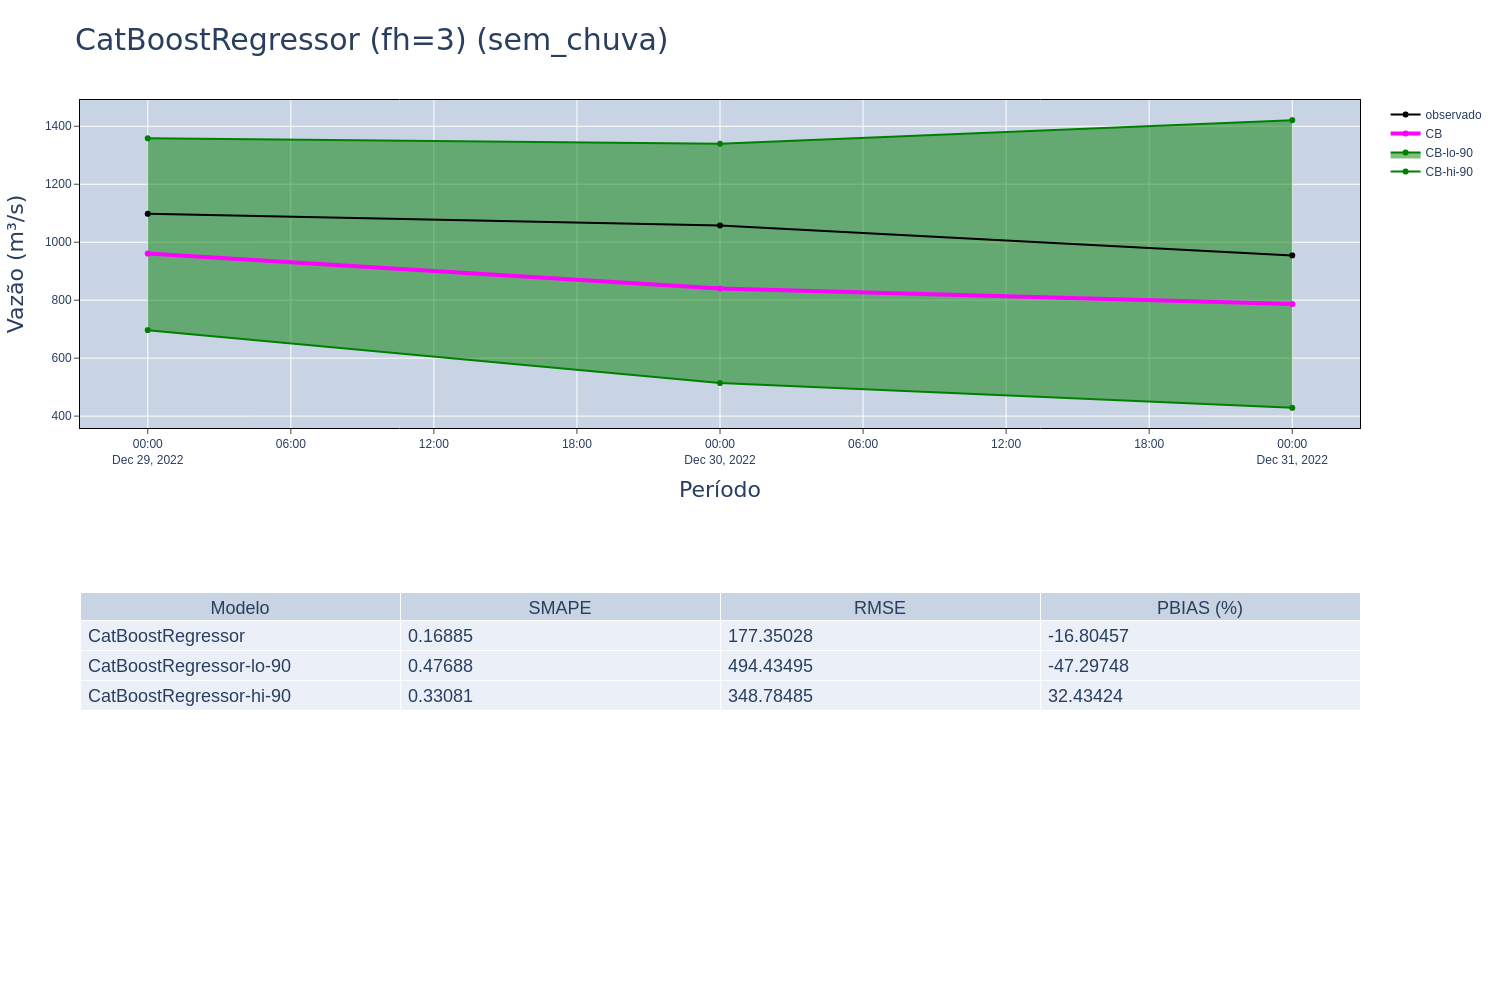 CatBoostRegressor (fh=3) (sem_chuva)
Vazão (m³/s)
1400
1200
1000
800
600
400
00:00 06:00 12:00 18:00 00:00 06:00 12:00 18:00 00:00
Dec 29, 2022 Dec 30, 2022 Dec 31, 2022
Período
observado
CB
CB-lo-90
CB-hi-90
Modelo SMAPE RMSE PBIAS (%)
CatBoostRegressor 0.16885 177.35028 -16.80457
CatBoostRegressor-lo-90 0.47688 494.43495 -47.29748
CatBoostRegressor-hi-90 0.33081 348.78485 32.43424